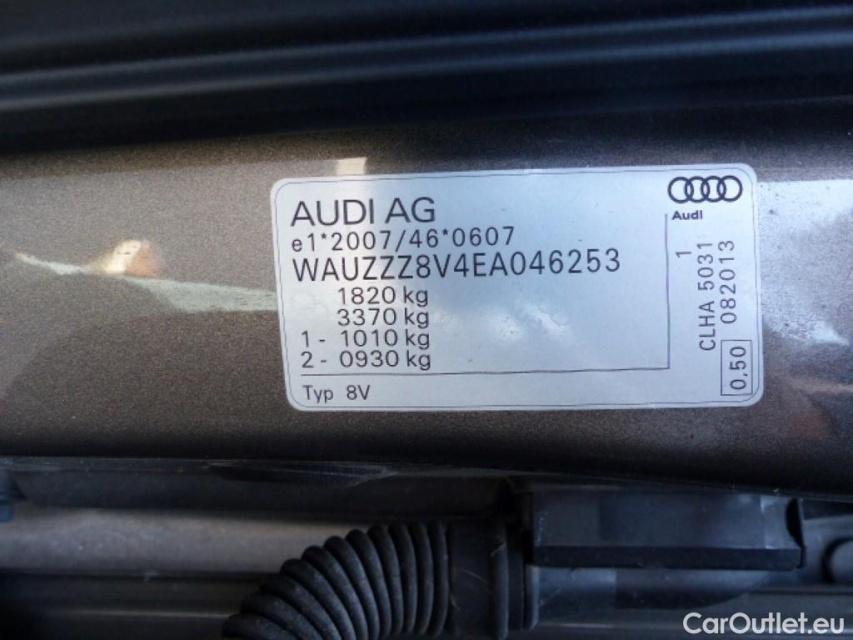 AUDI AG
e1*2007/46*0607
WAUZZZ8V4EA046253
1820 kg
3370 kg
1 - 1010 kg
2 - 0930 kg
Typ 8V
Audi
1
CLHA 5031
082013
0,50
CarOutlet.eu